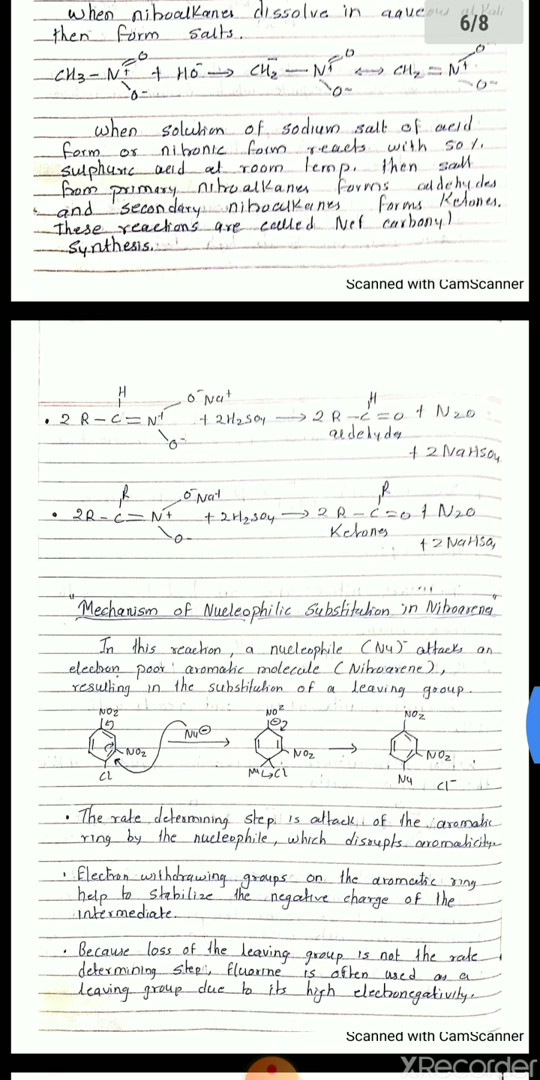 When nitroalkanes dissolve in aqueous
6/8
then form salts.
CH3 – N+ O O- + HO- → CH2- – N+ O O- ↔ CH2 = N+ O- O-
When solution of sodium salt of acid
form or nitronic form reacts with 50%
sulphuric acid at room temp. then salt
from primary nitroalkanes forms aldehydes
and secondary nitroalkanes forms Ketones.
These reactions are called Nef carbonyl
Synthesis.
Scanned with CamScanner
H
• 2 R – C = N+ O-Na+ O- + 2H2SO4 → 2 R – C = O + N2O
H
aldehyde
+ 2 NaHSO4
R
• 2R – C = N+ O-Na+ O- + 2H2SO4 → 2 R – C = O + N2O
R
Ketones
+ 2 NaHSO4
"Mechanism of Nucleophilic Substitution in Nitroarena"
In this reaction, a nucleophile (Nu)- attacks an
electron poor aromatic molecule (Nitroarene),
resulting in the substitution of a leaving group.
NO2 NO2 NO2
Nu⊖
NO2 NO2 NO2
Cl Nu Cl Nu Cl-
• The rate determining step is attack of the aromatic
ring by the nucleophile, which disrupts aromaticity.
• Electron withdrawing groups on the aromatic ring
help to stabilize the negative charge of the
intermediate.
• Because loss of the leaving group is not the rate
determining step, fluorine is often used as a
leaving group due to its high electronegativity.
Scanned with CamScanner
XRecorder